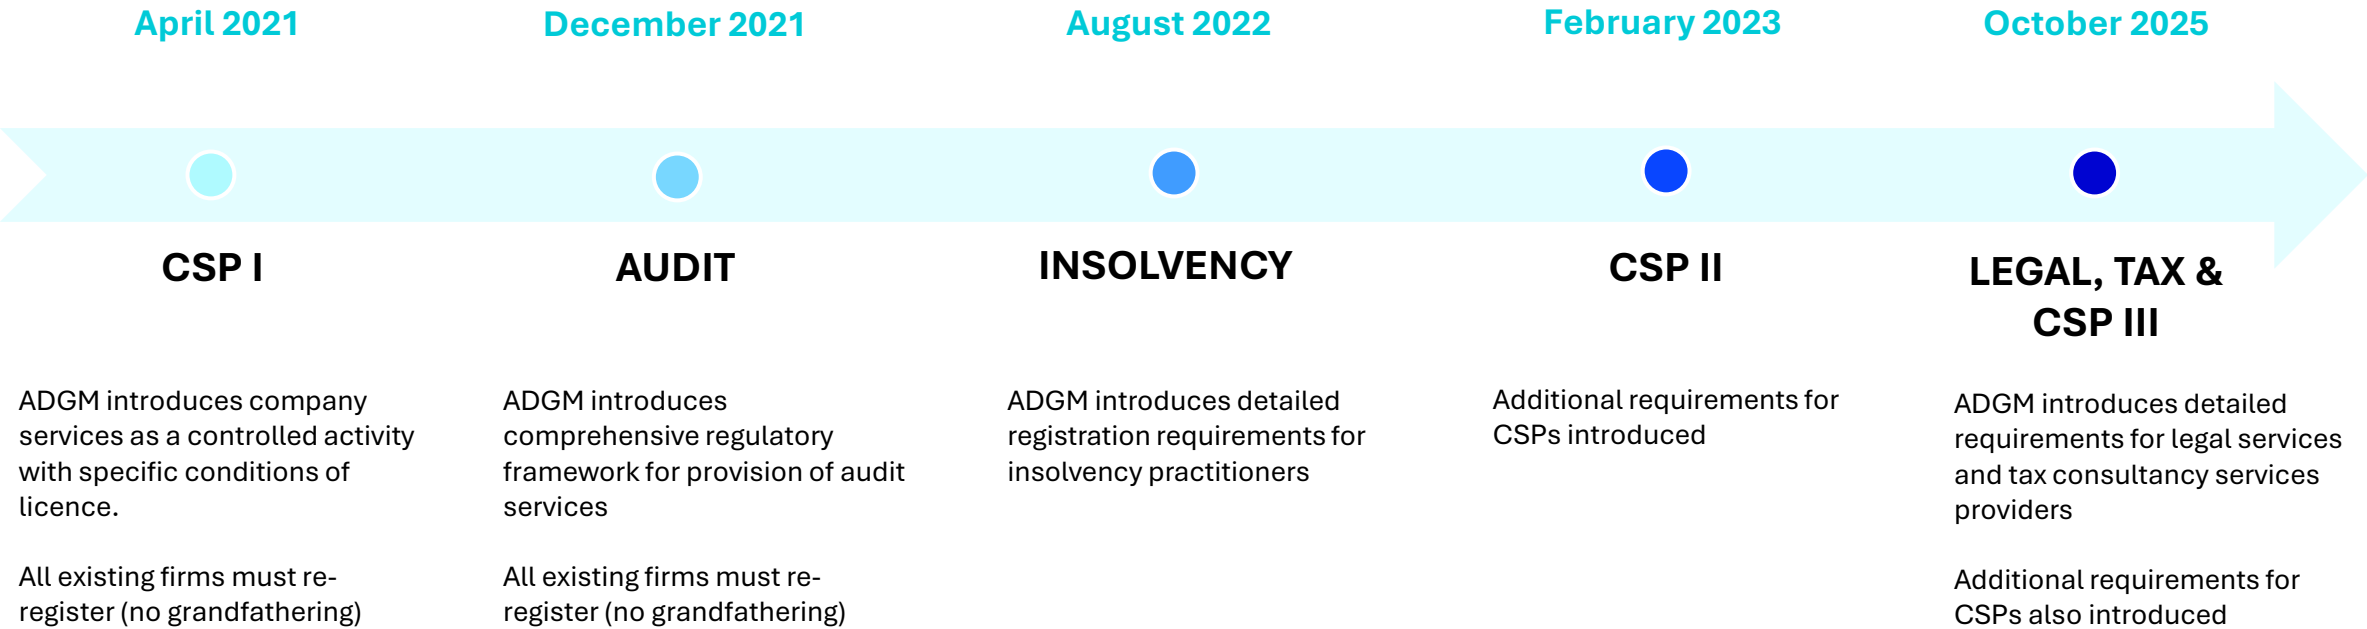 April 2021
December 2021
August 2022
February 2023
October 2025
CSP I
AUDIT
INSOLVENCY
CSP II
LEGAL, TAX &
CSP III
ADGM introduces company
services as a controlled activity
with specific conditions of
licence.
All existing firms must re-
register (no grandfathering)
ADGM introduces
comprehensive regulatory
framework for provision of audit
services
All existing firms must re-
register (no grandfathering)
ADGM introduces detailed
registration requirements for
insolvency practitioners
Additional requirements for
CSPs introduced
ADGM introduces detailed
requirements for legal services
and tax consultancy services
providers
Additional requirements for
CSPs also introduced